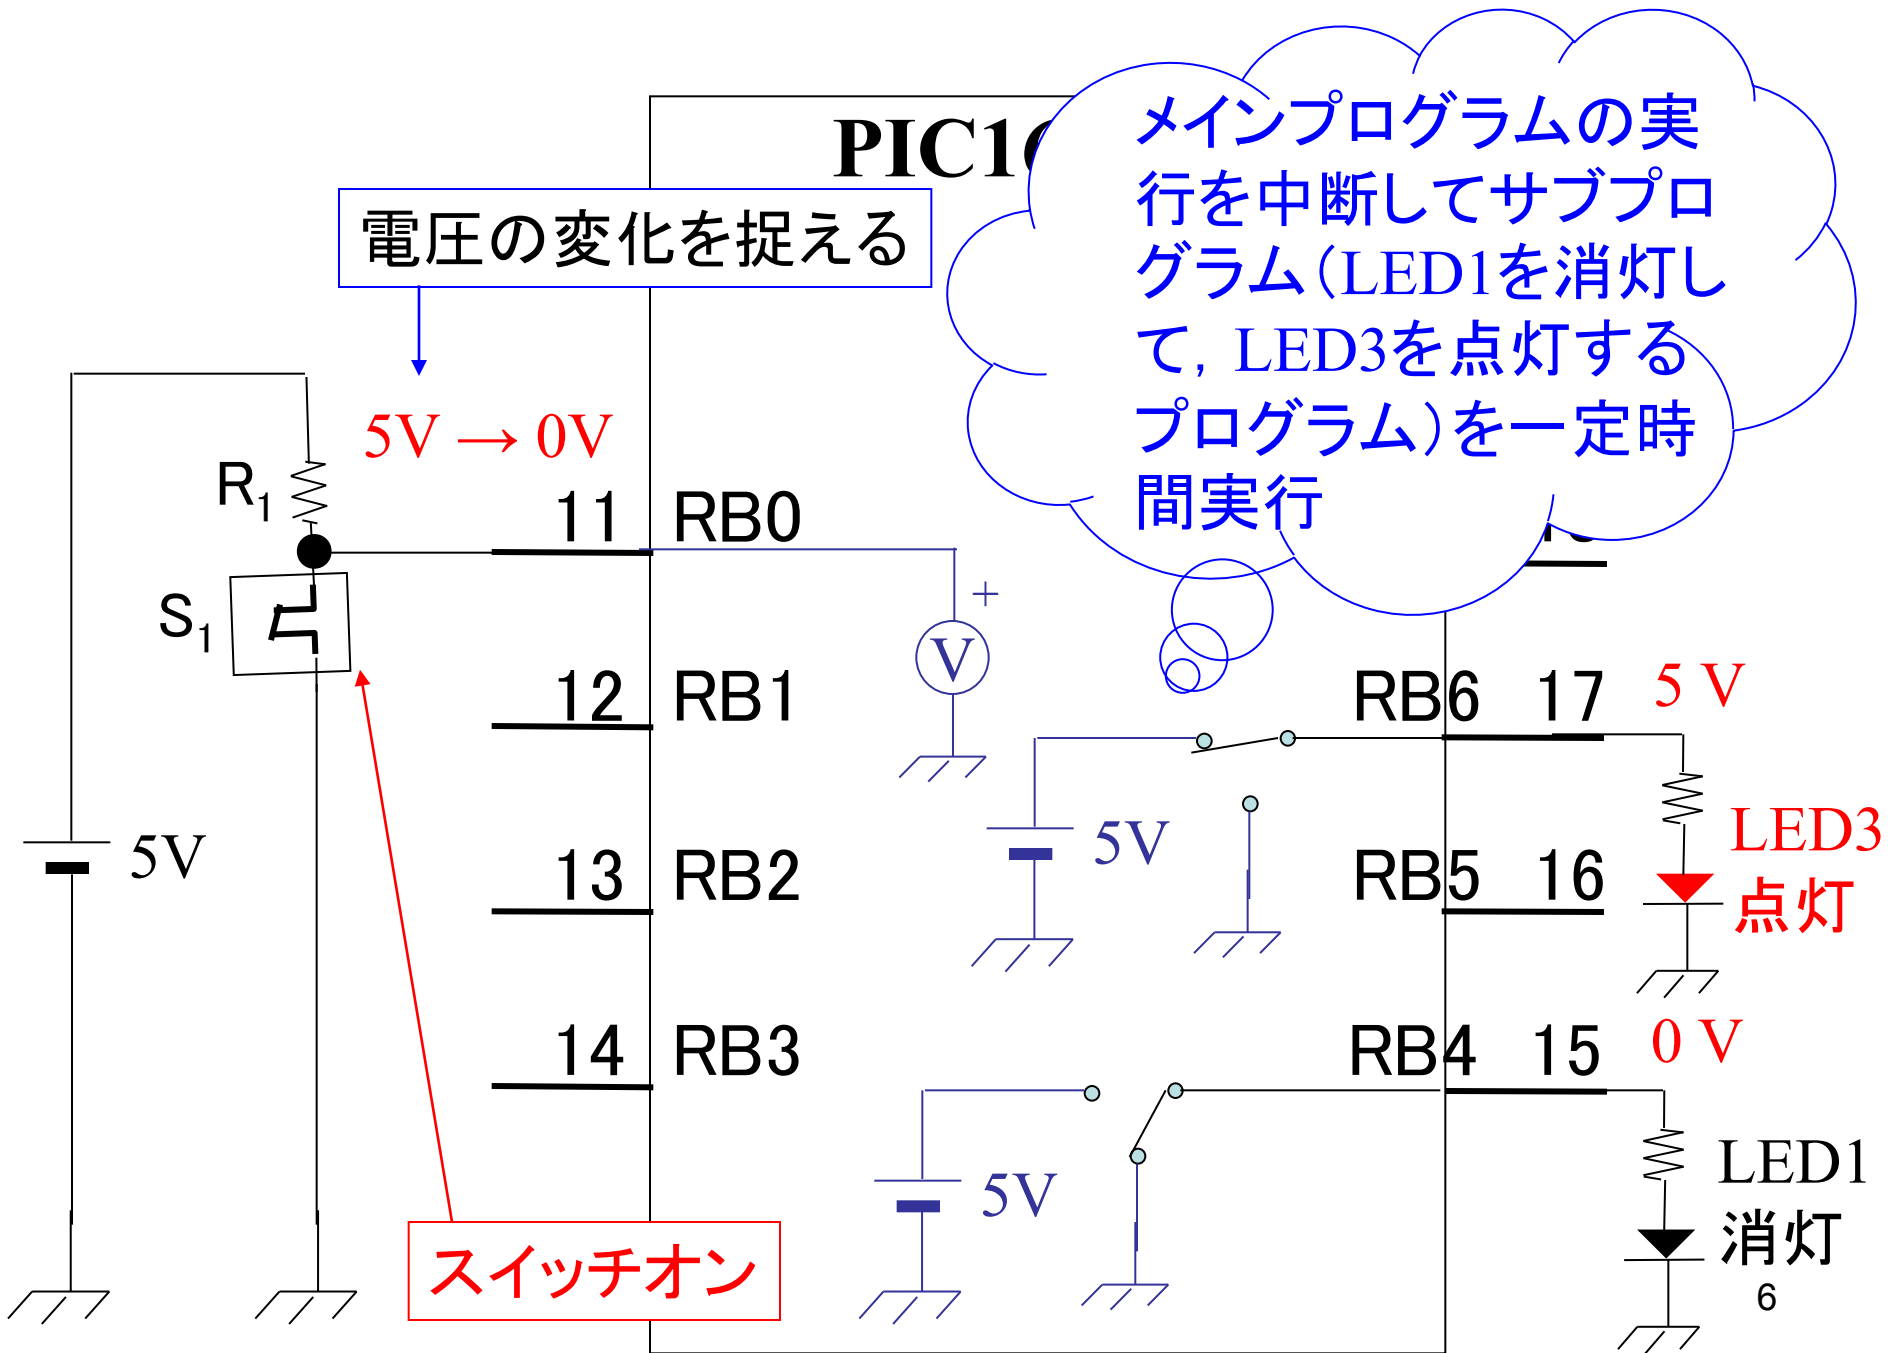 PIC16
メインプログラムの実
行を中断してサブプロ
グラム（LED1を消灯し
て，LED3を点灯する
プログラム）を一定時
間実行
電圧の変化を捉える
5V → 0V
R1
S1
5V
11 RB0
12 RB1
13 RB2
14 RB3
+
V
5V
5V
RB6 17
5 V
RB5 16
LED3
点灯
RB4 15
0 V
LED1
消灯
スイッチオン
6